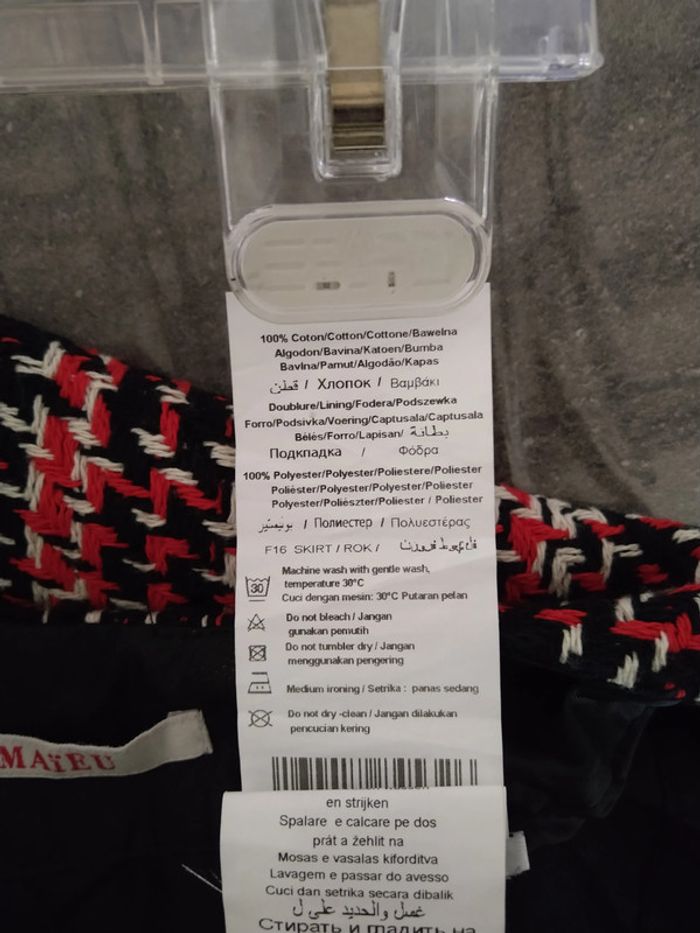 100% Coton/Cotton/Cottone/Bawełna
Algodon/Bavina/Katoen/Bumba
Bavlna/Pamut/Algodão/Kapas
قطن / Хлопок / Βαμβάκι
Doublure/Lining/Fodera/Podszewka
Forro/Podsivka/Voering/Captusala/Captusala
Bélés/Forro/Lapisan/ بطانة
Подкладка / Φόδρα
100% Polyester/Polyester/Poliestere/Poliester
Poliéster/Polyester/Polyester/Poliester
Polyester/Poliészter/Poliester / Poliester
/ Полиестер / Πολυεστέρας
F16 SKIRT / ROK /
30
Machine wash with gentle wash,
temperature 30°C
Cuci dengan mesin: 30°C Putaran pelan
Do not bleach / Jangan
gunakan pemutih
Do not tumbler dry / Jangan
menggunakan pengering
Medium ironing / Setrika : panas sedang
Do not dry -clean / Jangan dilakukan
pencucian kering
MAÏEU
en strijken
Spalare e calcare pe dos
prát a žehlit na
Mosas e vasalas kiforditva
Lavagem e passar do avesso
Cuci dan setrika secara dibalik
غسل والحديد على ل
Стирать и гладить на